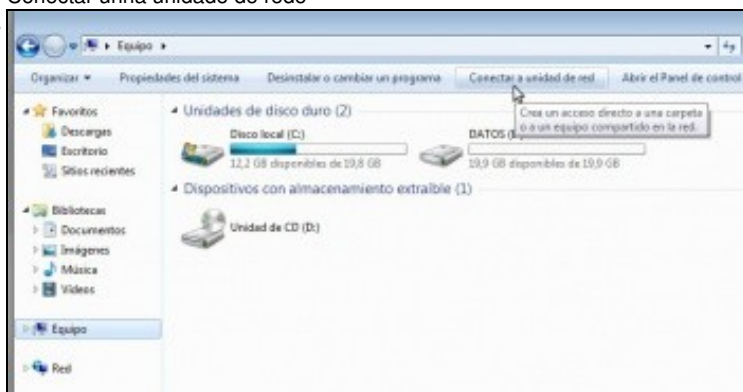 Conectar unha unidade de rede
Equipo
Organizar Propiedades del sistema Desinstalar o cambiar un programa Conectar a unidad de red Abrir el Panel de control
Crea un acceso directo a una carpeta
o a un equipo compartido en la red.
Favoritos
Descargas
Escritorio
Sitios recientes
Bibliotecas
Documentos
Imágenes
Música
Vídeos
Equipo
Red
Unidades de disco duro (2)
Disco local (C:)
12,2 GB disponibles de 19,8 GB
DATOS
19,9 GB disponibles de 19,9 GB
Dispositivos con almacenamiento extraíble (1)
Unidad de CD (D:)